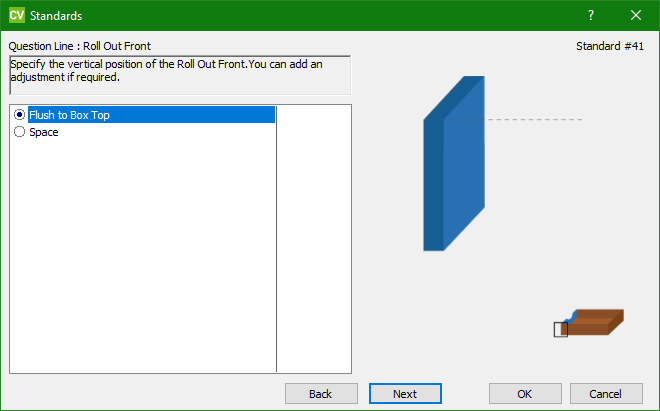 CV Standards ?
Question Line : Roll Out Front Standard #41
Specify the vertical position of the Roll Out Front.You can add an
adjustment if required.
Flush to Box Top
Space
Back Next OK Cancel